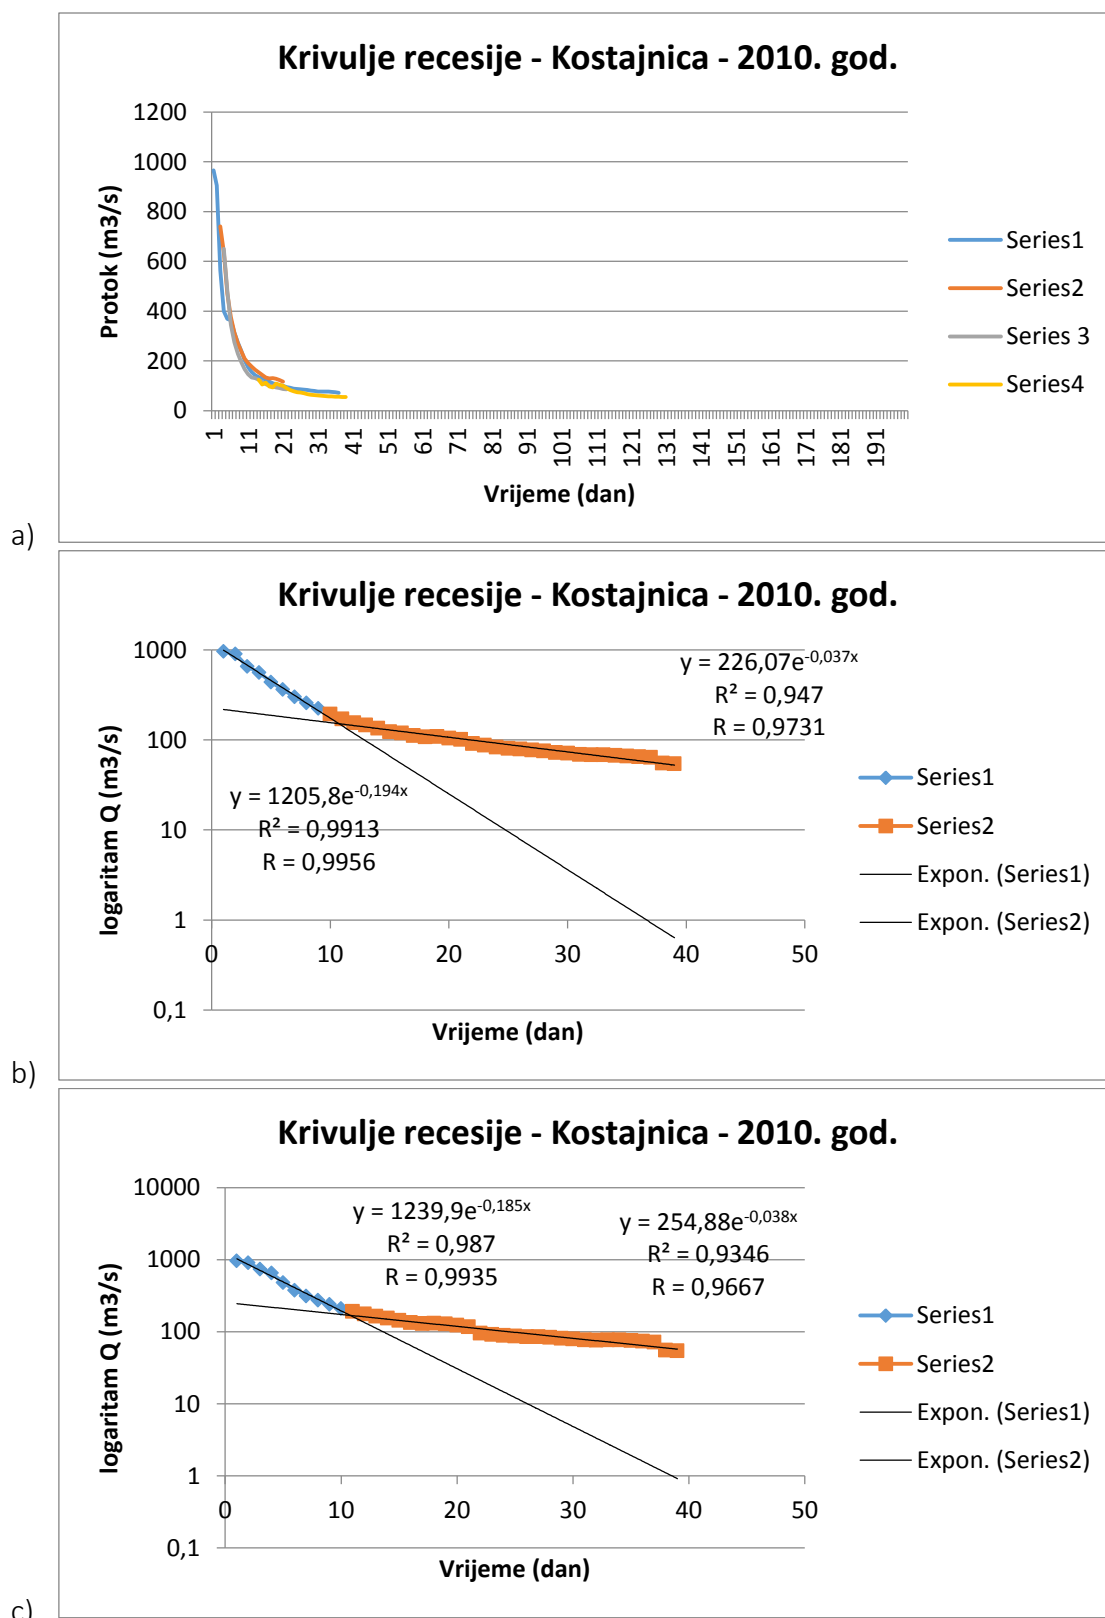 Krivulje recesije - Kostajnica - 2010. god.
1200
1000
800
600
400
200
0
Protok (m3/s)
1 11 21 31 41 51 61 71 81 91 101 111 121 131 141 151 161 171 181 191
Vrijeme (dan)
Series1
Series2
Series 3
Series4
a)
Krivulje recesije - Kostajnica - 2010. god.
1000
100
10
1
0,1
logaritam Q (m3/s)
y = 226,07e-0,037x
R² = 0,947
R = 0,9731
y = 1205,8e-0,194x
R² = 0,9913
R = 0,9956
0 10 20 30 40 50
Vrijeme (dan)
Series1
Series2
Expon. (Series1)
Expon. (Series2)
b)
Krivulje recesije - Kostajnica - 2010. god.
10000
1000
100
10
1
0,1
logaritam Q (m3/s)
y = 1239,9e-0,185x
R² = 0,987
R = 0,9935
y = 254,88e-0,038x
R² = 0,9346
R = 0,9667
0 10 20 30 40 50
Vrijeme (dan)
Series1
Series2
Expon. (Series1)
Expon. (Series2)
c)